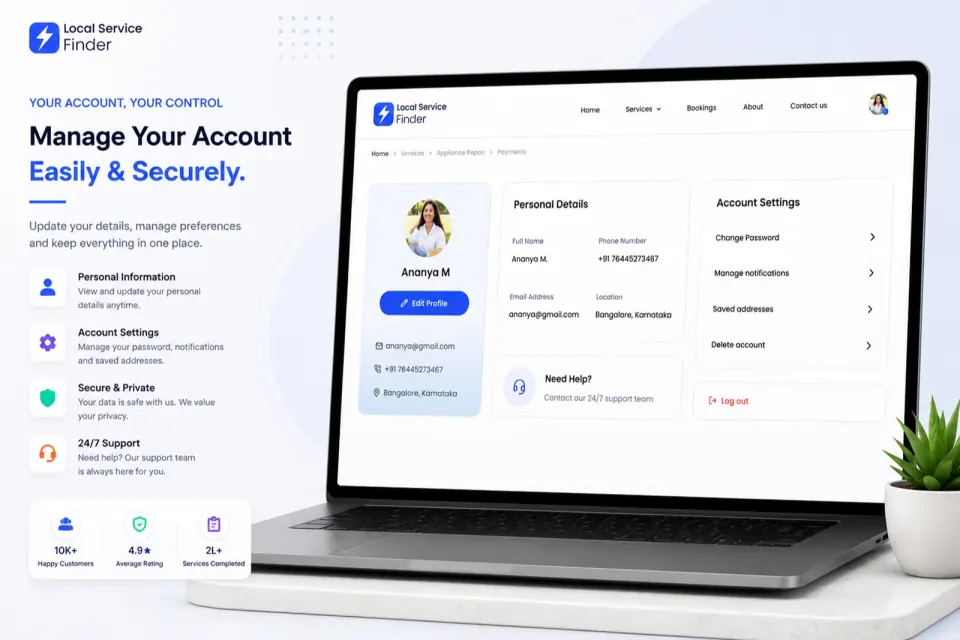 Local Service
Finder
YOUR ACCOUNT, YOUR CONTROL
Manage Your Account
Easily & Securely.
Update your details, manage preferences
and keep everything in one place.
Personal Information
View and update your personal
details anytime.
Account Settings
Manage your password, notifications
and saved addresses.
Secure & Private
Your data is safe with us. We value
your privacy.
24/7 Support
Need help? Our support team
is always here for you.
10K+
Happy Customers
4.9★
Average Rating
2L+
Services Completed
Local Service
Finder
Home
Services
Bookings
About
Contact us
Home > Services > Appliance Repair > Payments
Ananya M
Edit Profile
ananya@gmail.com
+91 76445273467
Bangalore, Karnataka
Personal Details
Full Name
Ananya M.
Phone Number
+91 76445273467
Email Address
ananya@gmail.com
Location
Bangalore, Karnataka
Need Help?
Contact our 24/7 support team
Account Settings
Change Password
Manage notifications
Saved addresses
Delete account
Log out